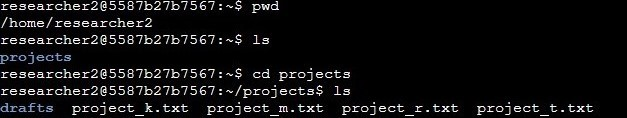 researcher2@5587b27b7567:~$ pwd
/home/researcher2
researcher2@5587b27b7567:~$ ls
projects
researcher2@5587b27b7567:~$ cd projects
researcher2@5587b27b7567:~/projects$ ls
drafts  project_k.txt  project_m.txt  project_r.txt  project_t.txt